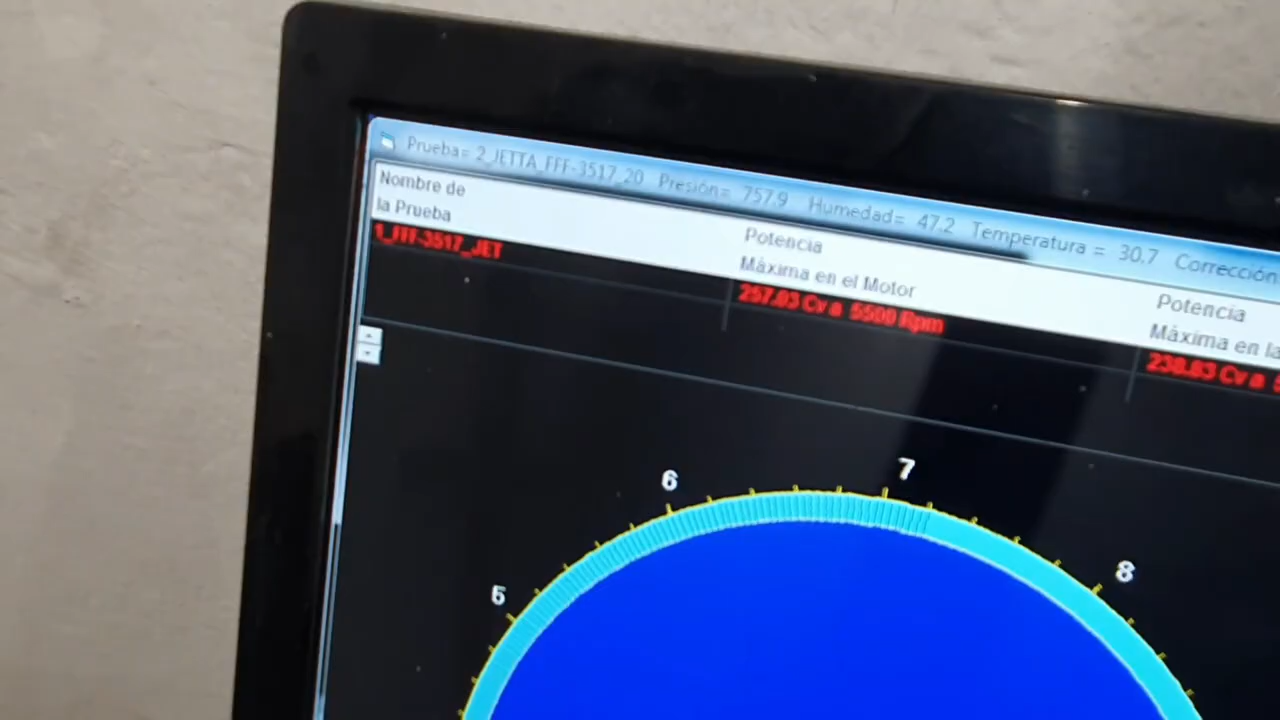 Prueba= 2_JETTA_FFF-3517_20 Presión= 757.9 Humedad= 47.2 Temperatura = 30.7 Corrección
Nombre de
la Prueba
Potencia
Máxima en el Motor
Potencia
Máxima en la
1_FFF-3517_JET
257.03 Cv a 5500 Rpm
238.83 Cv a 5
6
7
5
8